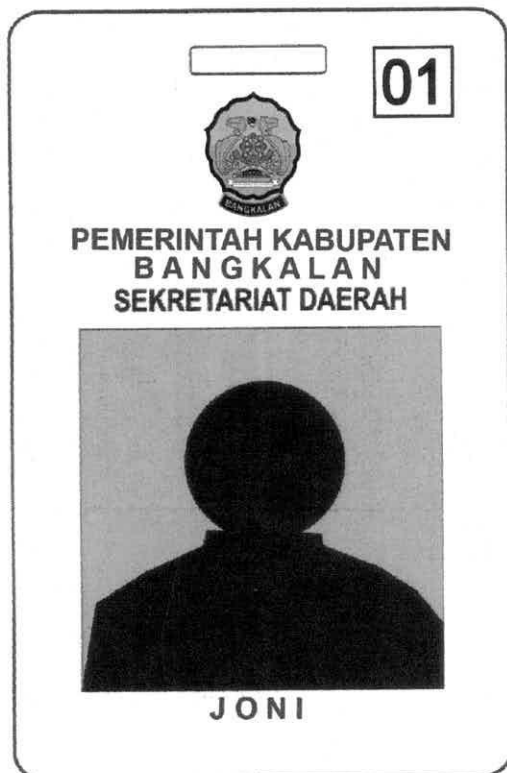 01
BANGKALAN
PEMERINTAH KABUPATEN
BANGKALAN
SEKRETARIAT DAERAH
JONI